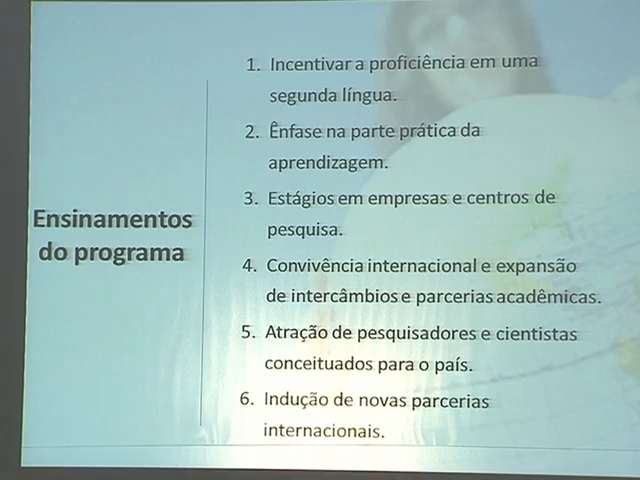 Ensinamentos
do programa
1. Incentivar a proficiência em uma
segunda língua.
2. Ênfase na parte prática da
aprendizagem.
3. Estágios em empresas e centros de
pesquisa.
4. Convivência internacional e expansão
de intercâmbios e parcerias acadêmicas.
5. Atração de pesquisadores e cientistas
conceituados para o país.
6. Indução de novas parcerias
internacionais.